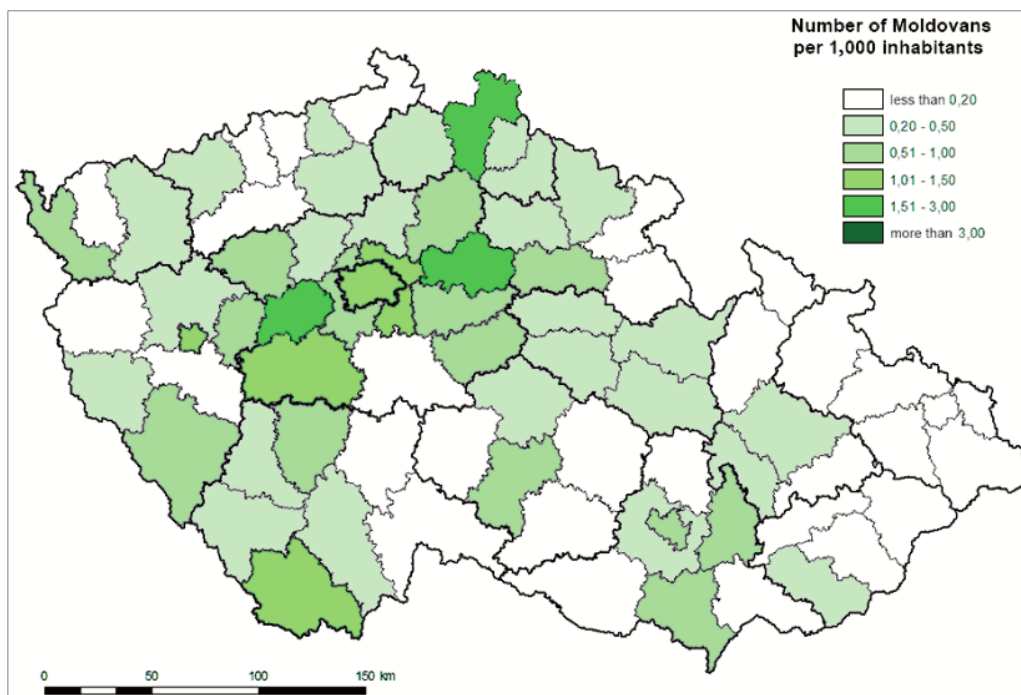 Number of Moldovans
per 1,000 inhabitants
less than 0,20
0,20 - 0,50
0,51 - 1,00
1,01 - 1,50
1,51 - 3,00
more than 3,00
0 50 100 150 km